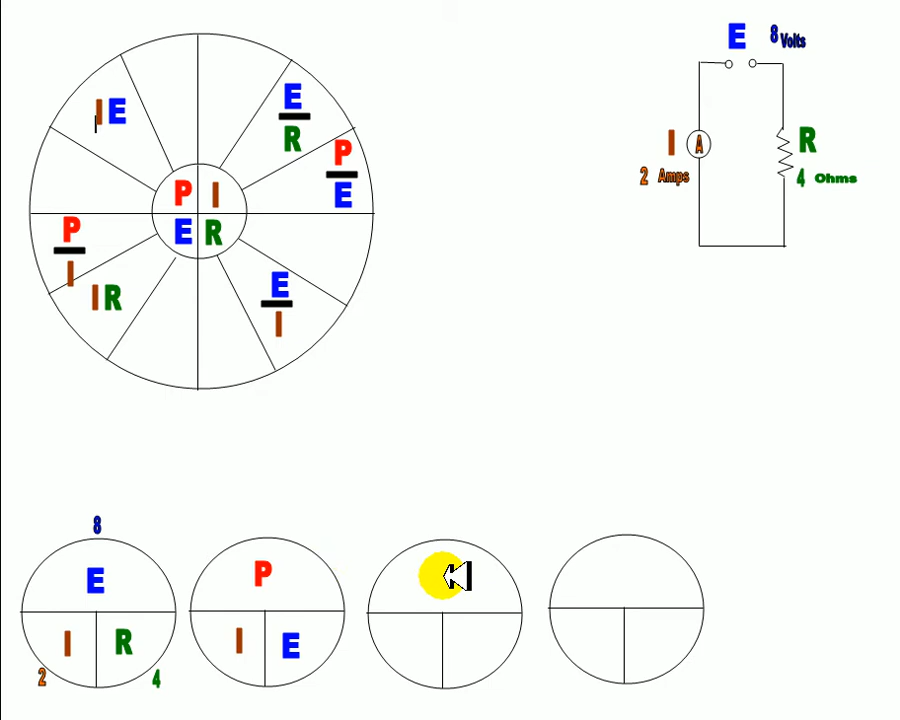 E 8 Volts
I A R
2 Amps 4 Ohms
I E
E
R
P
E
P I
E R
P
I
I R
E
I
8
E
I R
2 4
P
I E